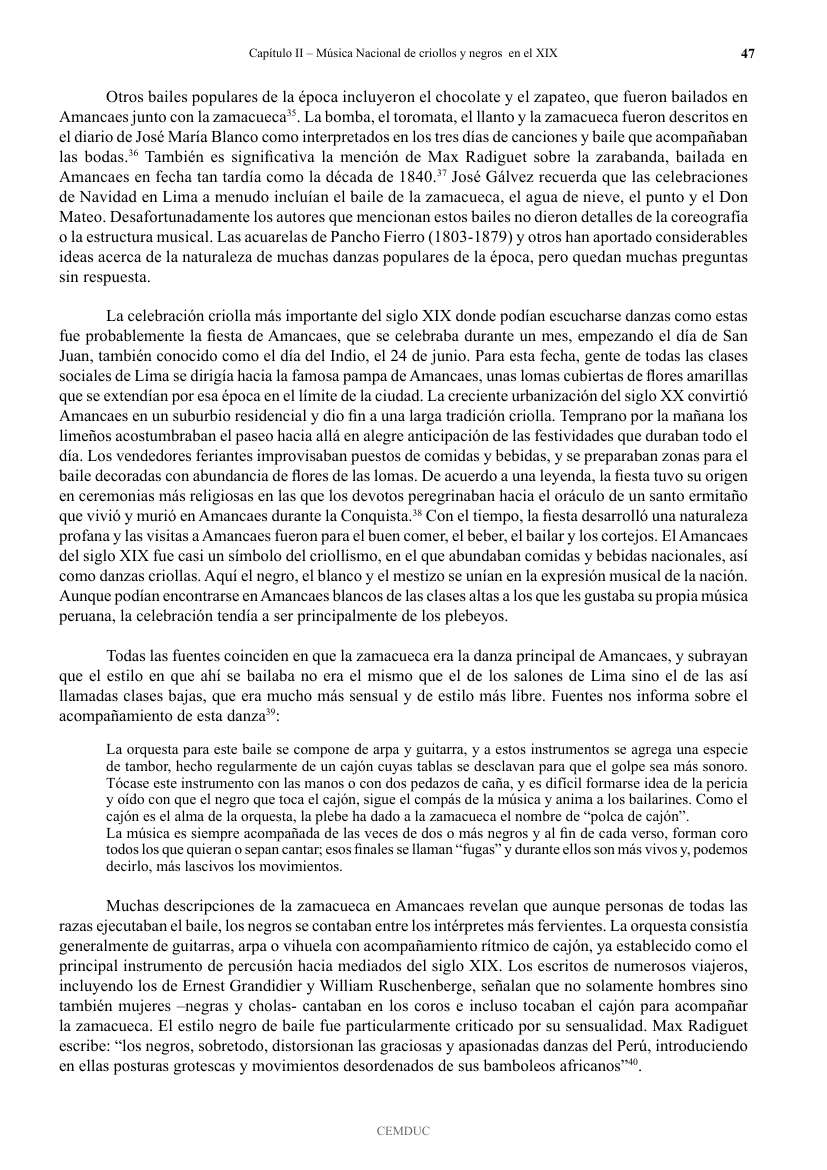 Capítulo II – Música Nacional de criollos y negros en el XIX
47
Otros bailes populares de la época incluyeron el chocolate y el zapateo, que fueron bailados en
Amancaes junto con la zamacueca35. La bomba, el toromata, el llanto y la zamacueca fueron descritos en
el diario de José María Blanco como interpretados en los tres días de canciones y baile que acompañaban
las bodas.36 También es significativa la mención de Max Radiguet sobre la zarabanda, bailada en
Amancaes en fecha tan tardía como la década de 1840.37 José Gálvez recuerda que las celebraciones
de Navidad en Lima a menudo incluían el baile de la zamacueca, el agua de nieve, el punto y el Don
Mateo. Desafortunadamente los autores que mencionan estos bailes no dieron detalles de la coreografía
o la estructura musical. Las acuarelas de Pancho Fierro (1803-1879) y otros han aportado considerables
ideas acerca de la naturaleza de muchas danzas populares de la época, pero quedan muchas preguntas
sin respuesta.
La celebración criolla más importante del siglo XIX donde podían escucharse danzas como estas
fue probablemente la fiesta de Amancaes, que se celebraba durante un mes, empezando el día de San
Juan, también conocido como el día del Indio, el 24 de junio. Para esta fecha, gente de todas las clases
sociales de Lima se dirigía hacia la famosa pampa de Amancaes, unas lomas cubiertas de flores amarillas
que se extendían por esa época en el límite de la ciudad. La creciente urbanización del siglo XX convirtió
Amancaes en un suburbio residencial y dio fin a una larga tradición criolla. Temprano por la mañana los
limeños acostumbraban el paseo hacia allá en alegre anticipación de las festividades que duraban todo el
día. Los vendedores feriantes improvisaban puestos de comidas y bebidas, y se preparaban zonas para el
baile decoradas con abundancia de flores de las lomas. De acuerdo a una leyenda, la fiesta tuvo su origen
en ceremonias más religiosas en las que los devotos peregrinaban hacia el oráculo de un santo ermitaño
que vivió y murió en Amancaes durante la Conquista.38 Con el tiempo, la fiesta desarrolló una naturaleza
profana y las visitas a Amancaes fueron para el buen comer, el beber, el bailar y los cortejos. El Amancaes
del siglo XIX fue casi un símbolo del criollismo, en el que abundaban comidas y bebidas nacionales, así
como danzas criollas. Aquí el negro, el blanco y el mestizo se unían en la expresión musical de la nación.
Aunque podían encontrarse en Amancaes blancos de las clases altas a los que les gustaba su propia música
peruana, la celebración tendía a ser principalmente de los plebeyos.
Todas las fuentes coinciden en que la zamacueca era la danza principal de Amancaes, y subrayan
que el estilo en que ahí se bailaba no era el mismo que el de los salones de Lima sino el de las así
llamadas clases bajas, que era mucho más sensual y de estilo más libre. Fuentes nos informa sobre el
acompañamiento de esta danza39:
La orquesta para este baile se compone de arpa y guitarra, y a estos instrumentos se agrega una especie
de tambor, hecho regularmente de un cajón cuyas tablas se desclavan para que el golpe sea más sonoro.
Tócase este instrumento con las manos o con dos pedazos de caña, y es difícil formarse idea de la pericia
y oído con que el negro que toca el cajón, sigue el compás de la música y anima a los bailarines. Como el
cajón es el alma de la orquesta, la plebe ha dado a la zamacueca el nombre de “polca de cajón”.
La música es siempre acompañada de las veces de dos o más negros y al fin de cada verso, forman coro
todos los que quieran o sepan cantar; esos finales se llaman “fugas” y durante ellos son más vivos y, podemos
decirlo, más lascivos los movimientos.
Muchas descripciones de la zamacueca en Amancaes revelan que aunque personas de todas las
razas ejecutaban el baile, los negros se contaban entre los intérpretes más fervientes. La orquesta consistía
generalmente de guitarras, arpa o vihuela con acompañamiento rítmico de cajón, ya establecido como el
principal instrumento de percusión hacia mediados del siglo XIX. Los escritos de numerosos viajeros,
incluyendo los de Ernest Grandidier y William Ruschenberge, señalan que no solamente hombres sino
también mujeres –negras y cholas- cantaban en los coros e incluso tocaban el cajón para acompañar
la zamacueca. El estilo negro de baile fue particularmente criticado por su sensualidad. Max Radiguet
escribe: “los negros, sobretodo, distorsionan las graciosas y apasionadas danzas del Perú, introduciendo
en ellas posturas grotescas y movimientos desordenados de sus bamboleos africanos”40.
CEMDUC